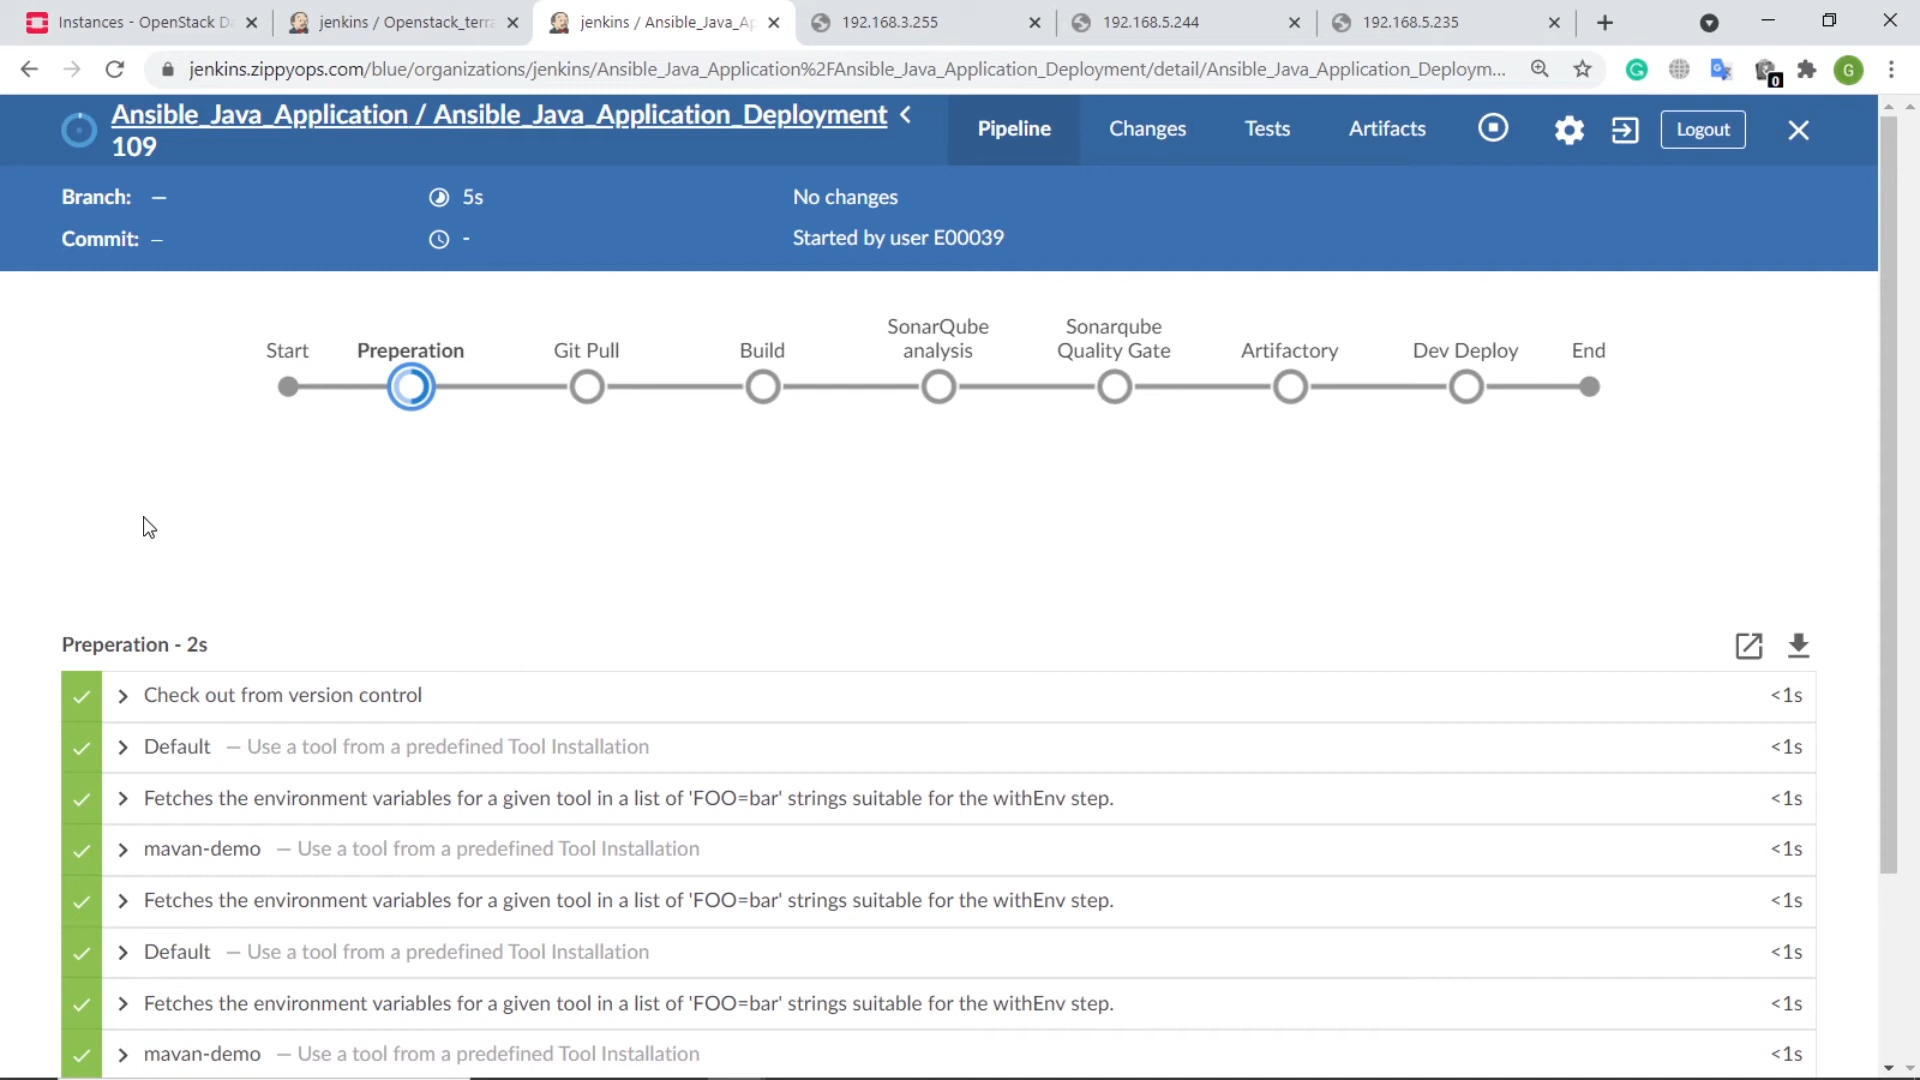 Instances - OpenStack D
jenkins / Openstack_terra
jenkins / Ansible_Java_Ap
192.168.3.255
192.168.5.244
192.168.5.235
jenkins.zippyops.com/blue/organizations/jenkins/Ansible_Java_Application%2FAnsible_Java_Application_Deployment/detail/Ansible_Java_Application_Deploym...
0
G
Ansible_Java_Application / Ansible_Java_Application_Deployment
109
Pipeline
Changes
Tests
Artifacts
Logout
Branch: —
5s
No changes
Commit: —
-
Started by user E00039
Start
Preperation
Git Pull
Build
SonarQube
analysis
Sonarqube
Quality Gate
Artifactory
Dev Deploy
End
Preperation - 2s
Check out from version control <1s
Default — Use a tool from a predefined Tool Installation <1s
Fetches the environment variables for a given tool in a list of 'FOO=bar' strings suitable for the withEnv step. <1s
mavan-demo — Use a tool from a predefined Tool Installation <1s
Fetches the environment variables for a given tool in a list of 'FOO=bar' strings suitable for the withEnv step. <1s
Default — Use a tool from a predefined Tool Installation <1s
Fetches the environment variables for a given tool in a list of 'FOO=bar' strings suitable for the withEnv step. <1s
mavan-demo — Use a tool from a predefined Tool Installation <1s